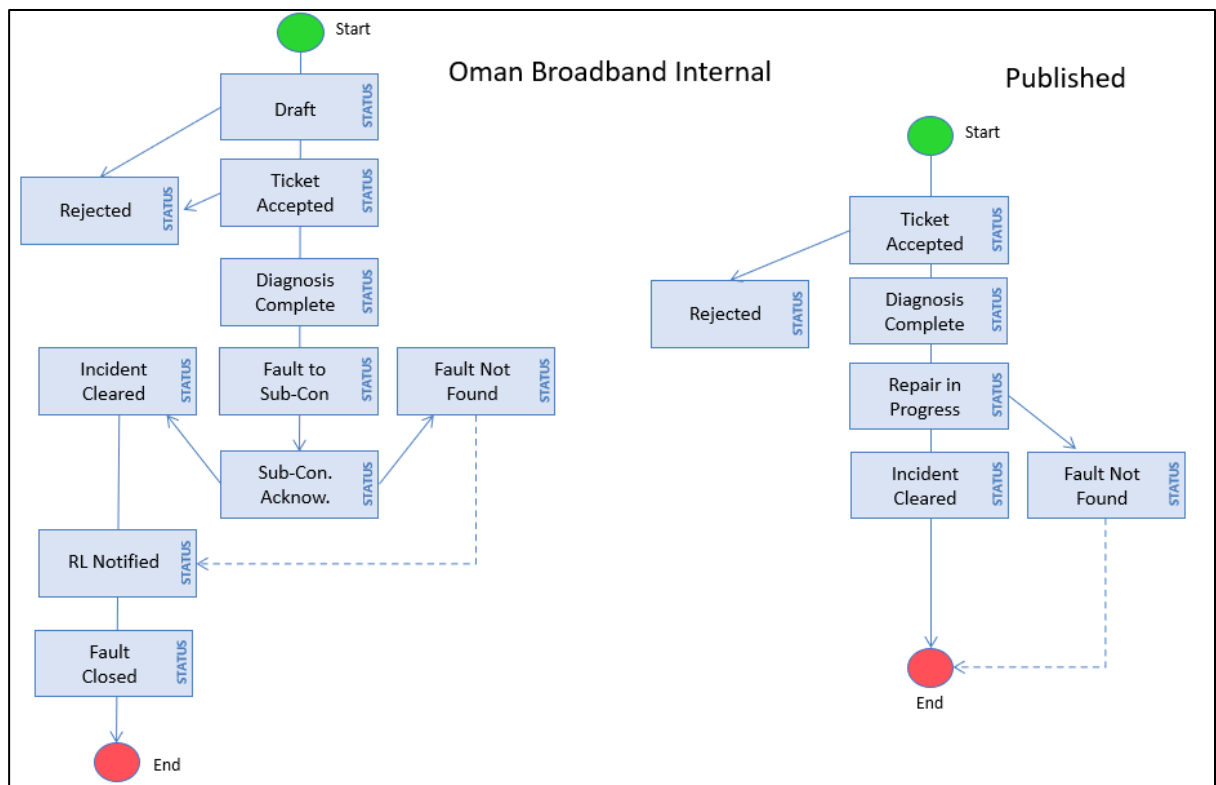 Start
Oman Broadband Internal
Draft
STATUS
Ticket
Accepted
STATUS
Rejected
STATUS
Diagnosis
Complete
STATUS
Incident
Cleared
STATUS
Fault to
Sub-Con
STATUS
Fault Not
Found
STATUS
Sub-Con.
Acknow.
STATUS
RL Notified
STATUS
Fault
Closed
STATUS
End
Published
Start
Ticket
Accepted
STATUS
Rejected
STATUS
Diagnosis
Complete
STATUS
Repair in
Progress
STATUS
Incident
Cleared
STATUS
Fault Not
Found
STATUS
End